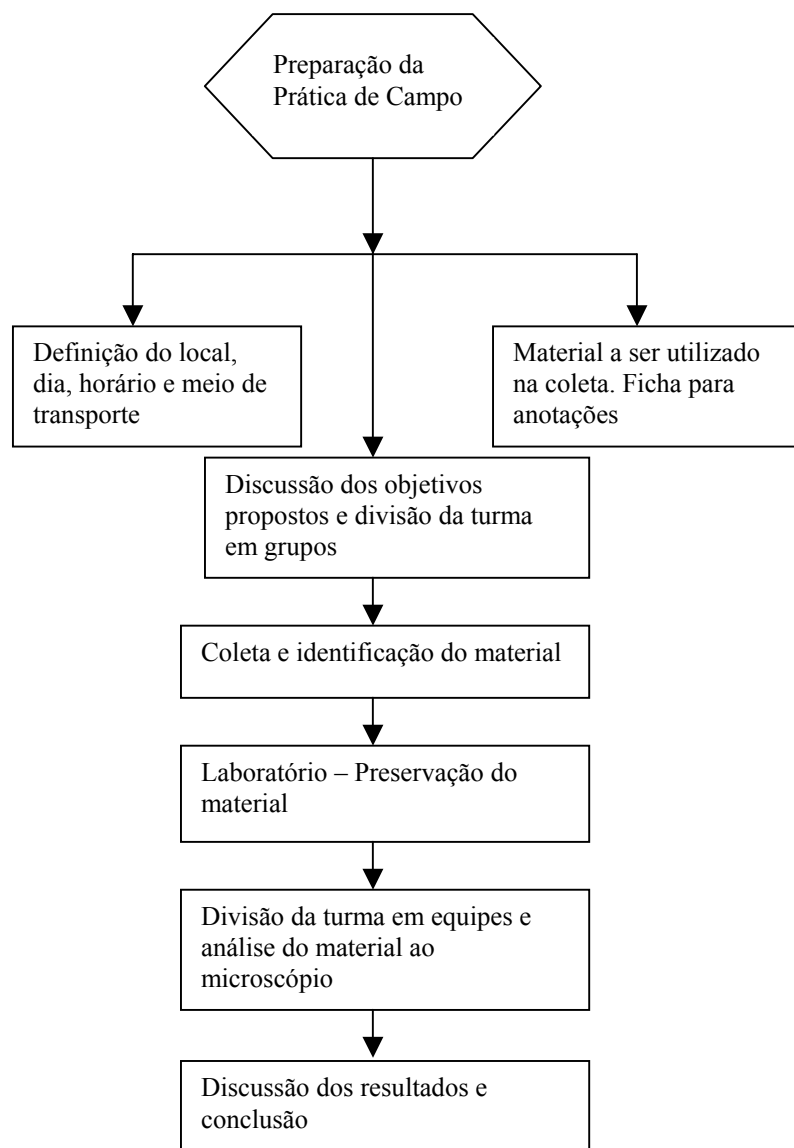 Preparação da
Prática de Campo
Definição do local,
dia, horário e meio de
transporte
Material a ser utilizado
na coleta. Ficha para
anotações
Discussão dos objetivos
propostos e divisão da turma
em grupos
Coleta e identificação do material
Laboratório – Preservação do
material
Divisão da turma em equipes e
análise do material ao
microscópio
Discussão dos resultados e
conclusão